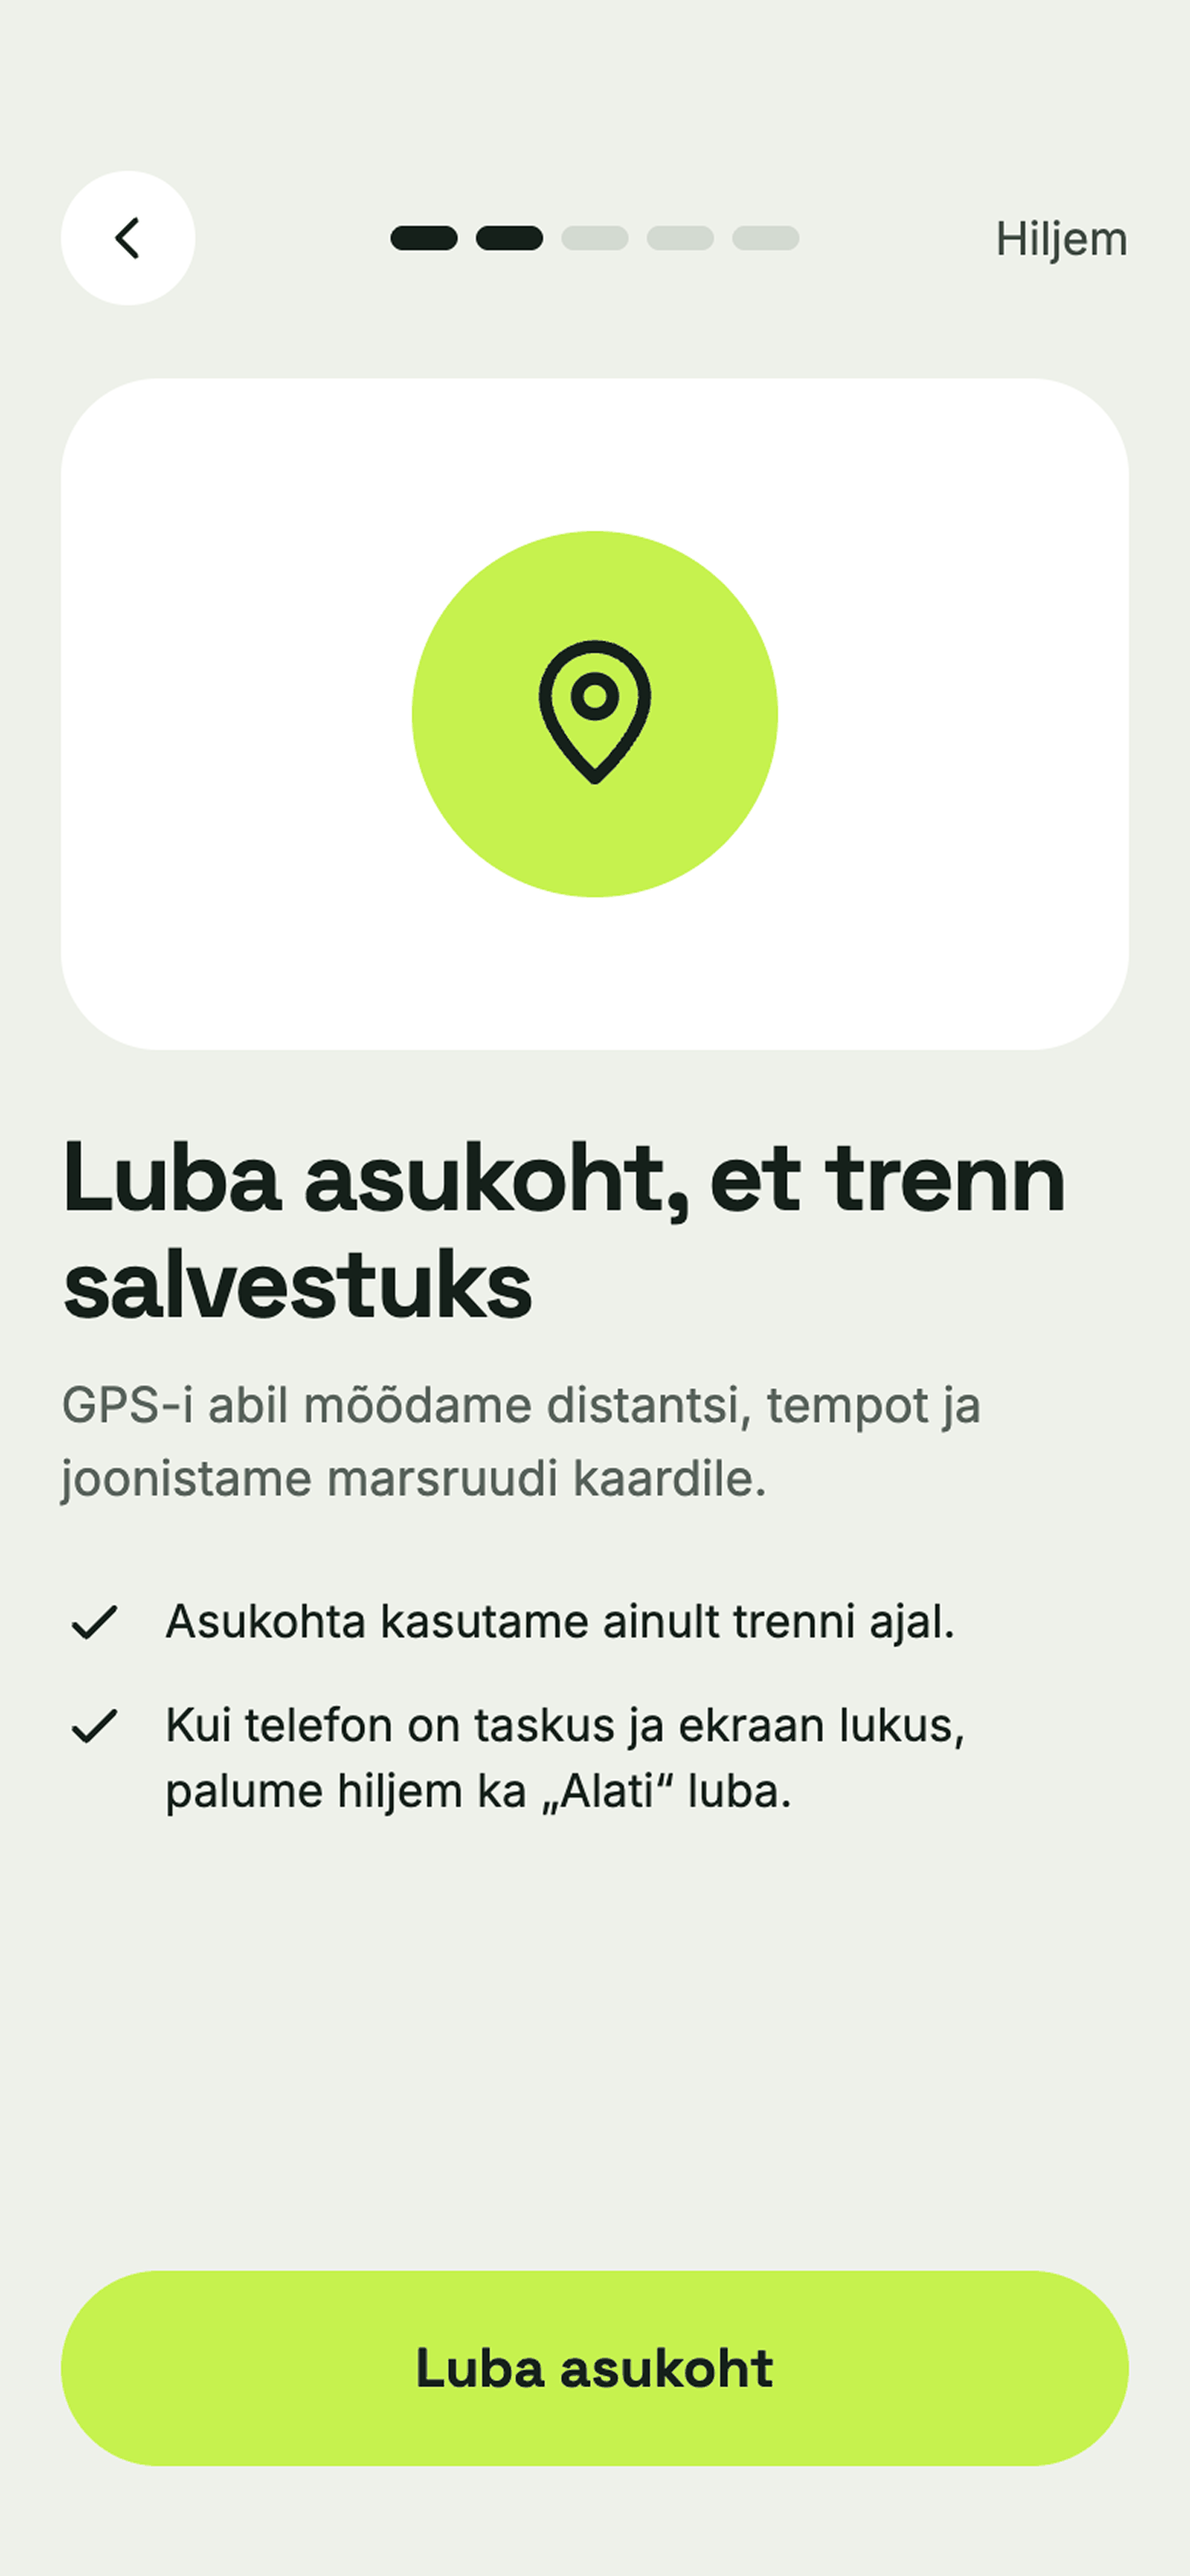 Hiljem
Luba asukoht, et trenn
salvestuks
GPS-i abil mõõdame distantsi, tempot ja
joonistame marsruudi kaardile.
Asukohta kasutame ainult trenni ajal.
Kui telefon on taskus ja ekraan lukus,
palume hiljem ka „Alati“ luba.
Luba asukoht